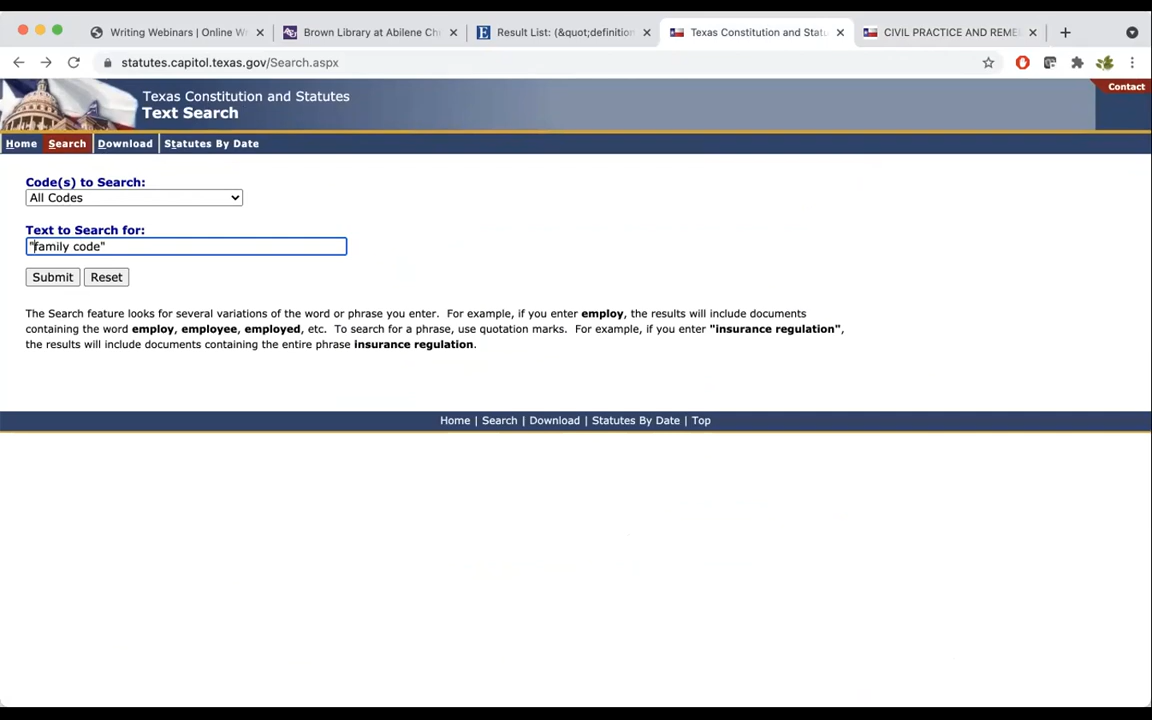 Writing Webinars | Online W
Brown Library at Abilene Ch
Result List: (&quot;definition
Texas Constitution and Statu
CIVIL PRACTICE AND REME
statutes.capitol.texas.gov/Search.aspx
Contact
Texas Constitution and Statutes
Text Search
Home Search Download Statutes By Date
Code(s) to Search:
All Codes
Text to Search for:
"family code"
Submit Reset
The Search feature looks for several variations of the word or phrase you enter. For example, if you enter employ, the results will include documents
containing the word employ, employee, employed, etc. To search for a phrase, use quotation marks. For example, if you enter "insurance regulation",
the results will include documents containing the entire phrase insurance regulation.
Home | Search | Download | Statutes By Date | Top